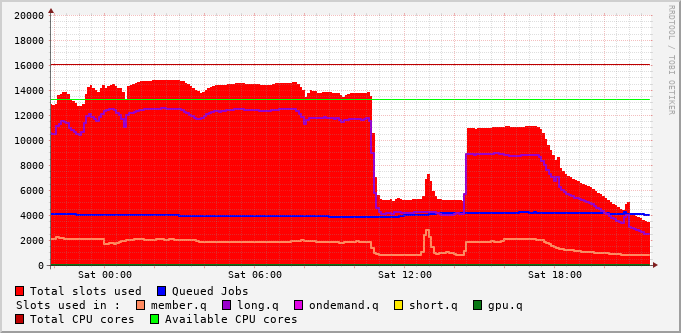 RRDTOOL / TOBI OETIKER
20000
18000
16000
14000
12000
10000
8000
6000
4000
2000
0
Sat 00:00 Sat 06:00 Sat 12:00 Sat 18:00
Total slots used Queued Jobs
Slots used in : member.q long.q ondemand.q short.q gpu.q
Total CPU cores Available CPU cores